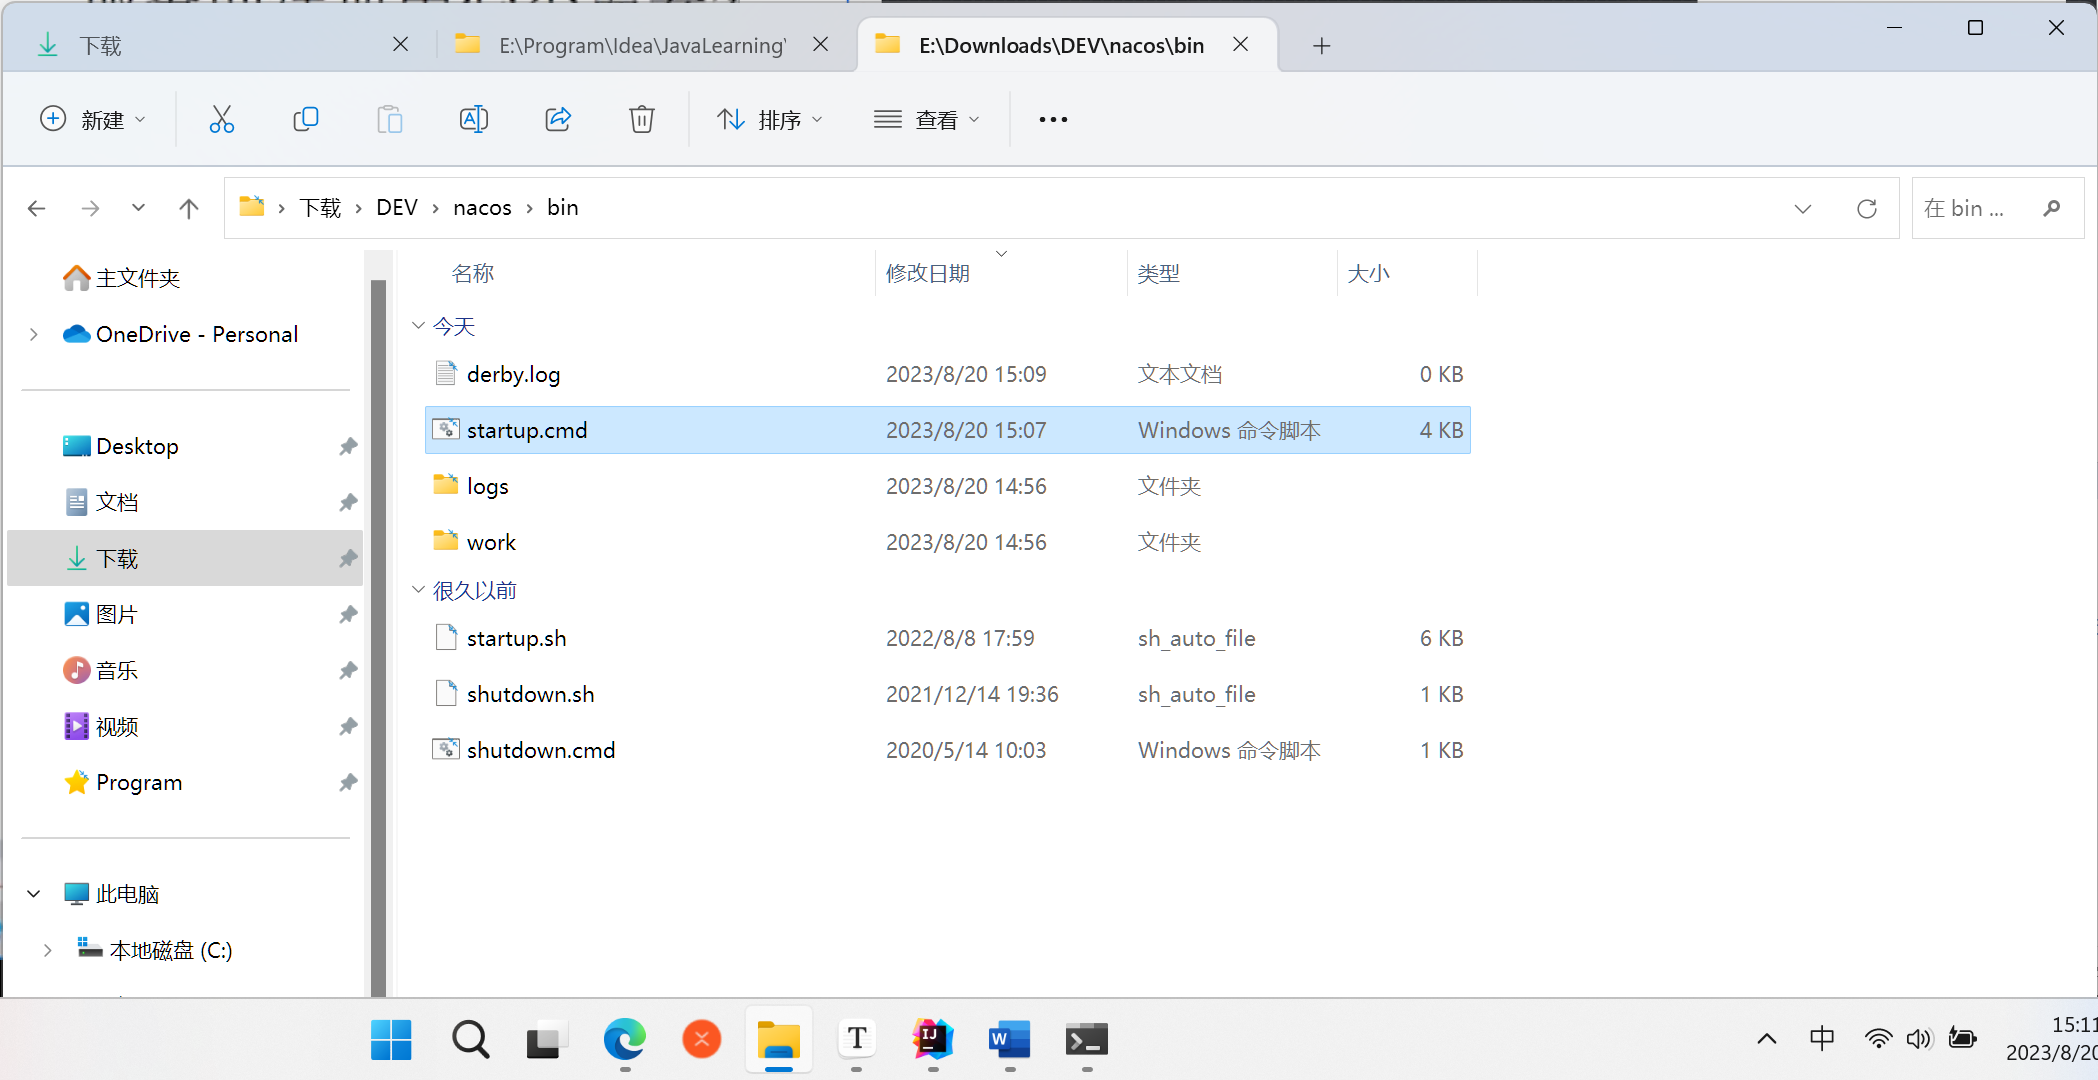 下载
E:\Program\Idea\JavaLearning\
E:\Downloads\DEV\nacos\bin
新建
排序
查看
下载 › DEV › nacos › bin
在 bin ...
主文件夹
OneDrive - Personal
Desktop
文档
下载
图片
音乐
视频
Program
此电脑
本地磁盘 (C:)
名称 修改日期 类型 大小
今天
derby.log 2023/8/20 15:09 文本文档 0 KB
startup.cmd 2023/8/20 15:07 Windows 命令脚本 4 KB
logs 2023/8/20 14:56 文件夹
work 2023/8/20 14:56 文件夹
很久以前
startup.sh 2022/8/8 17:59 sh_auto_file 6 KB
shutdown.sh 2021/12/14 19:36 sh_auto_file 1 KB
shutdown.cmd 2020/5/14 10:03 Windows 命令脚本 1 KB
T
IJ
W
中
15:11
2023/8/20